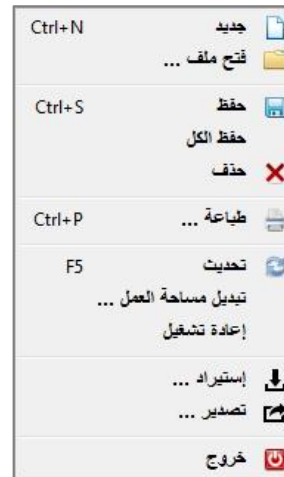 جديد Ctrl+N
فتح ملف ...
حفظ Ctrl+S
حفظ الكل
حذف
طباعة ... Ctrl+P
تحديث F5
تبديل مساحة العمل ...
إعادة تشغيل
إستيراد ...
تصدير ...
خروج